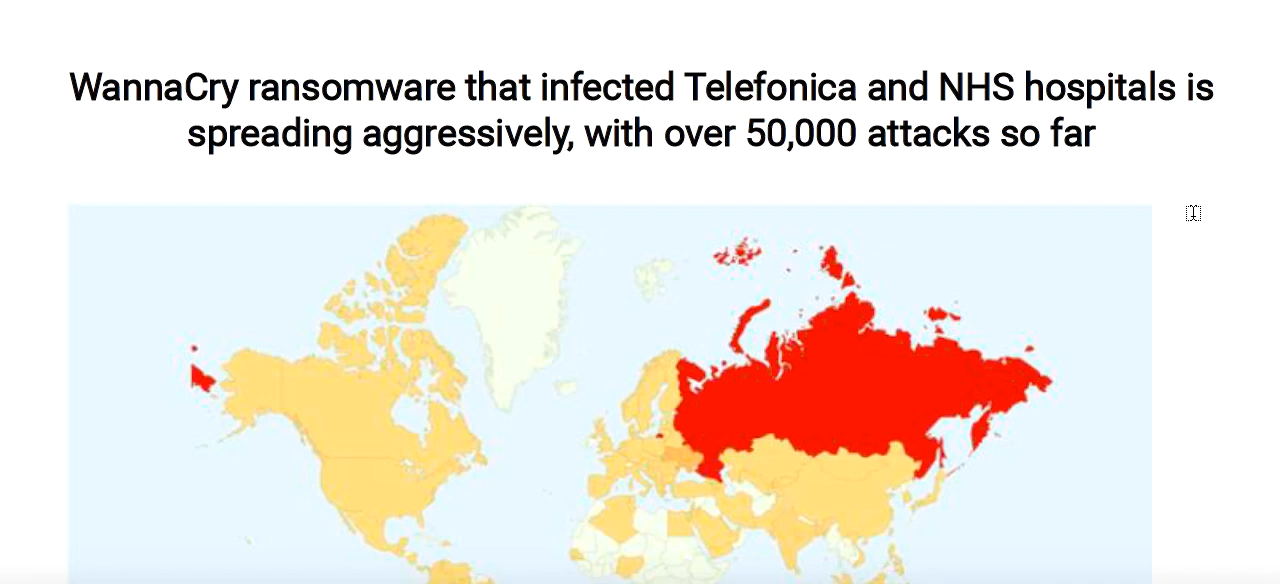 WannaCry ransomware that infected Telefonica and NHS hospitals is
spreading aggressively, with over 50,000 attacks so far